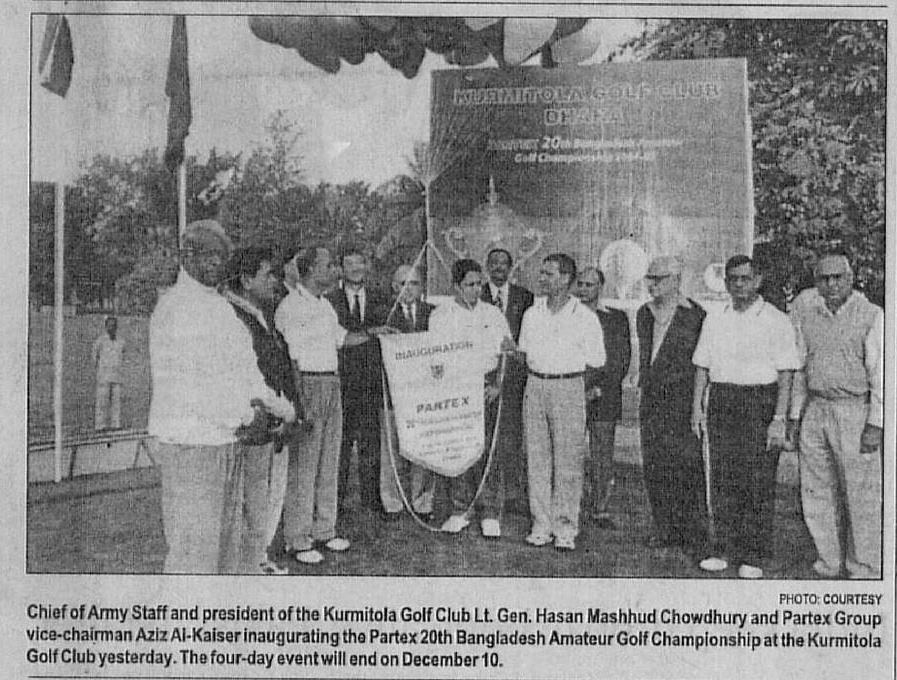 KURMITOLA GOLF CLUB
DHAKA
20th Bangladesh Amateur
Golf Championship
INAUGURATION
PARTEX
PHOTO: COURTESY
Chief of Army Staff and president of the Kurmitola Golf Club Lt. Gen. Hasan Mashhud Chowdhury and Partex Group
vice-chairman Aziz Al-Kaiser inaugurating the Partex 20th Bangladesh Amateur Golf Championship at the Kurmitola
Golf Club yesterday. The four-day event will end on December 10.